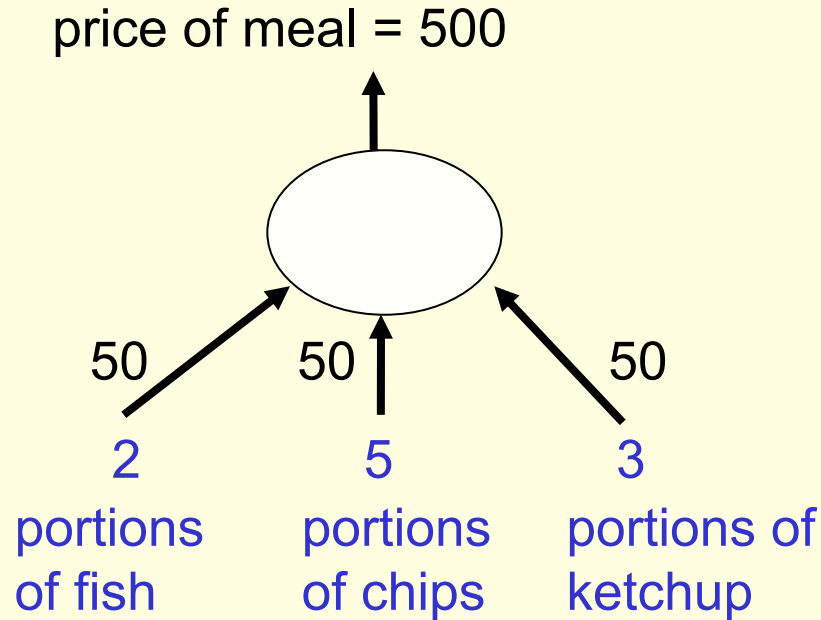 price of meal = 500
50 50 50
2 5 3
portions portions portions of
of fish of chips ketchup